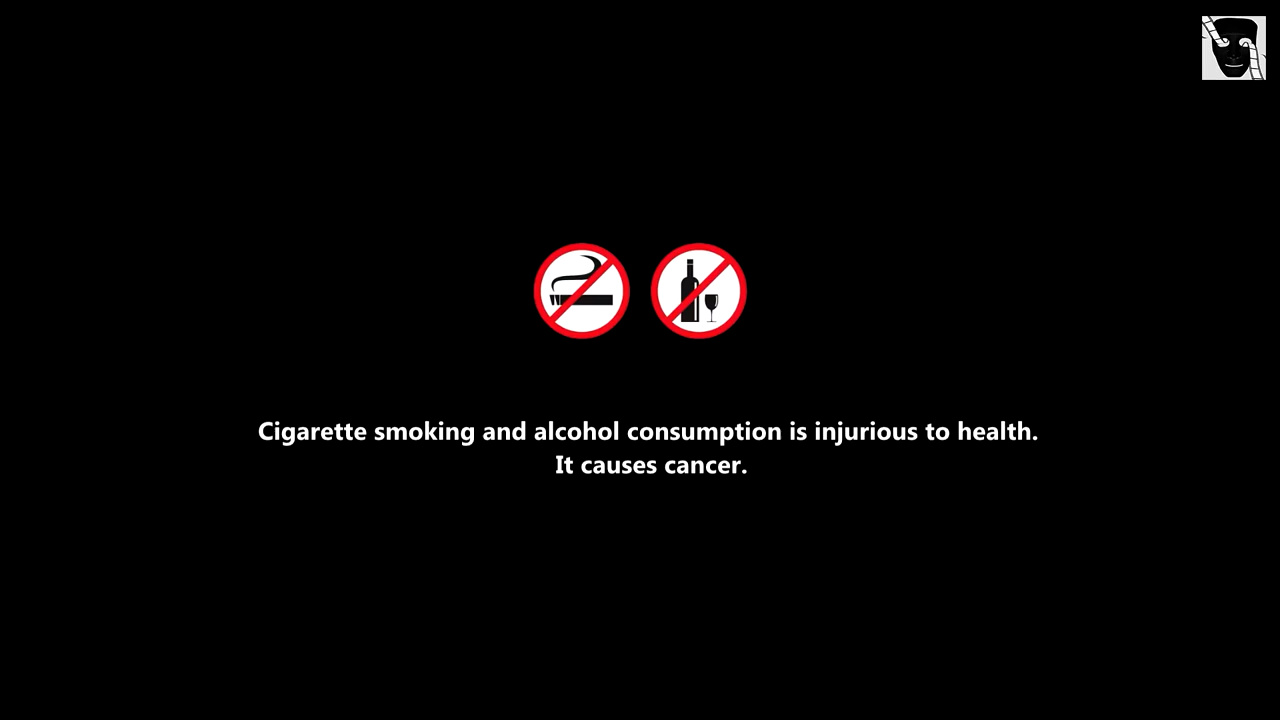 Cigarette smoking and alcohol consumption is injurious to health.
It causes cancer.